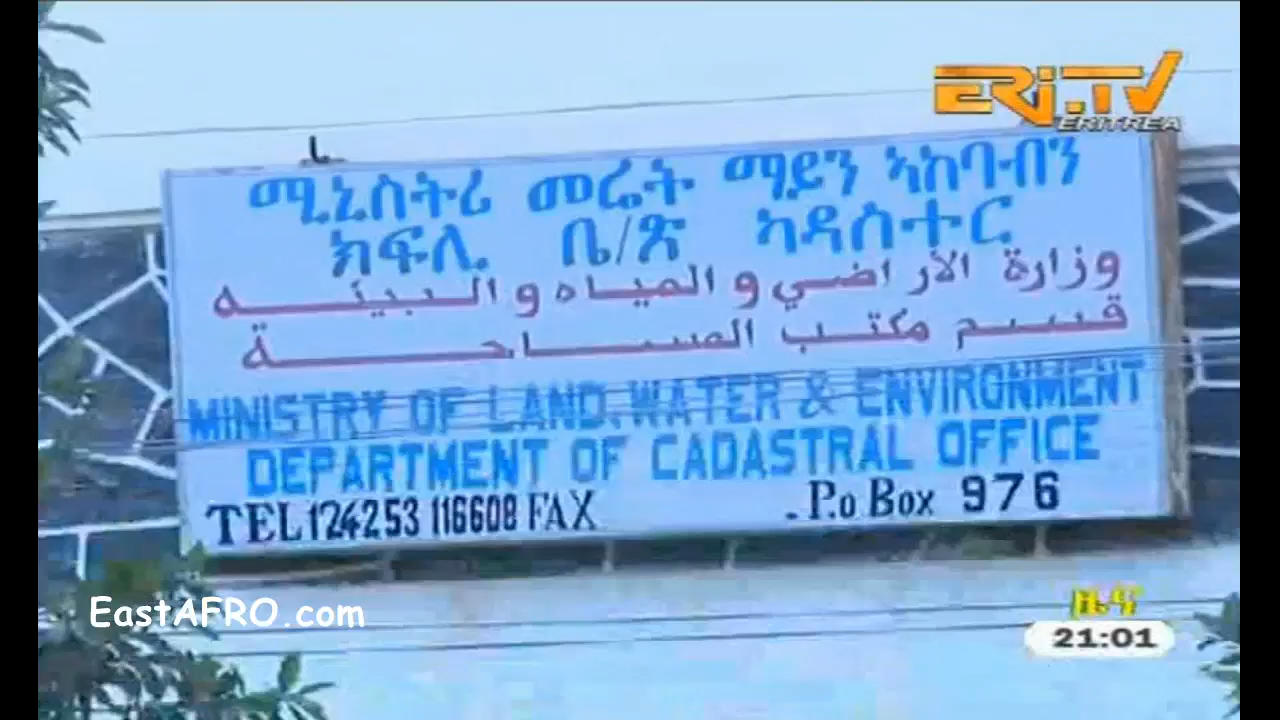 ERi.TV
ERITREA
ሚኒስትሪ መሬት ማይን ኣከባብን
ክፍሊ ቤ/ጽ ካዳስተር
وزارة الأراضي والمياه والبيئه
قسم مكتب المساحة
MINISTRY OF LAND, WATER & ENVIRONMENT
DEPARTMENT OF CADASTRAL OFFICE
TEL 124253 116608 FAX .P.o Box 976
EastAFRO.com
ዜና
21:01